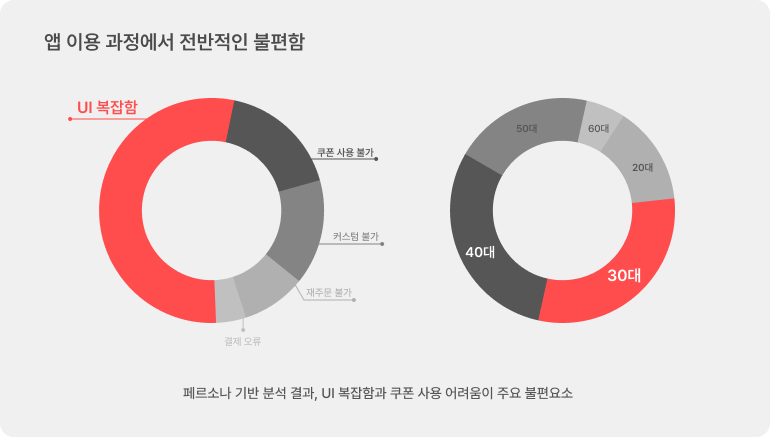 앱 이용 과정에서 전반적인 불편함
UI 복잡함
쿠폰 사용 불가
커스텀 불가
재주문 불가
결제 오류
50대
60대
20대
40대
30대
페르소나 기반 분석 결과, UI 복잡함과 쿠폰 사용 어려움이 주요 불편요소